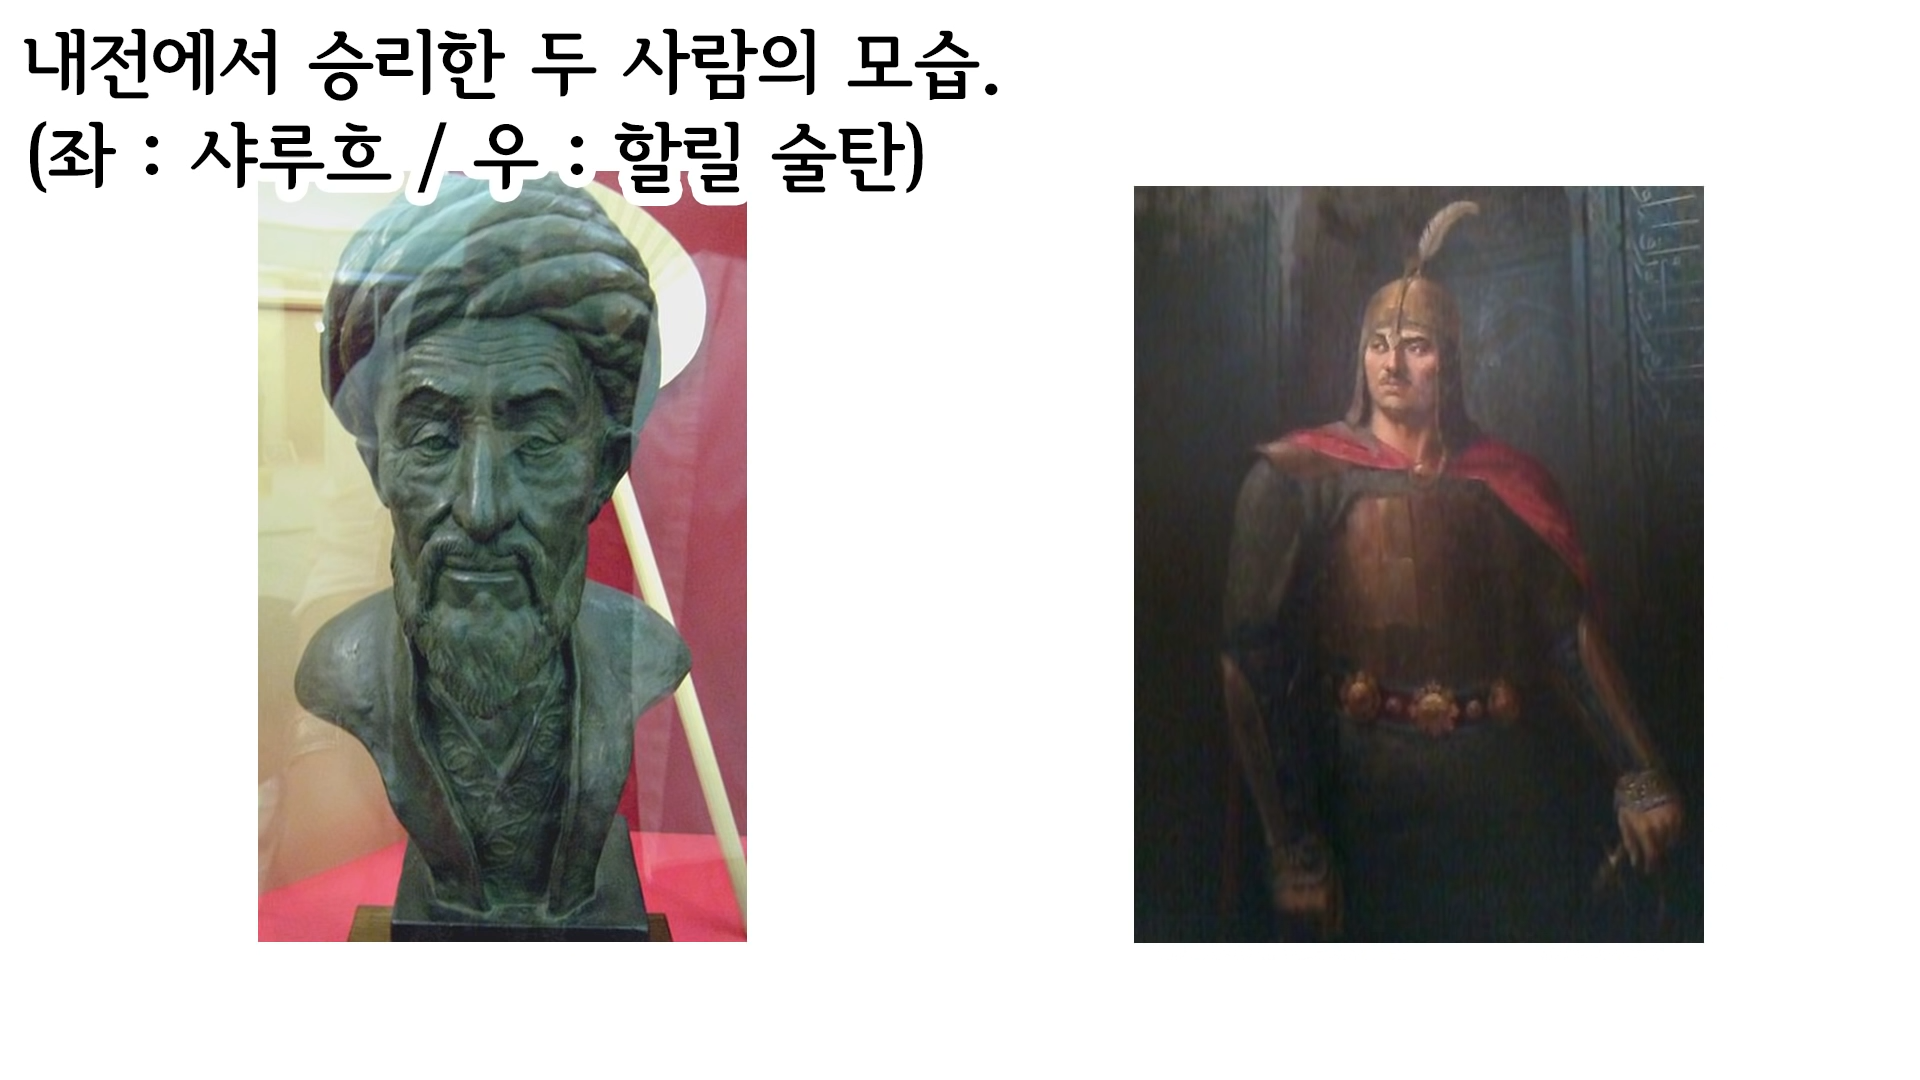 내전에서 승리한 두 사람의 모습.
(좌 : 샤루흐 / 우 : 할릴 술탄)